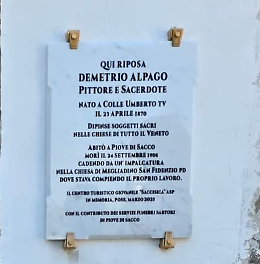 QUI RIPOSA
DEMETRIO ALPAGO
PITTORE E SACERDOTE
NATO A COLLE UMBERTO TV
IL 23 APRILE 1870
DIPINSE SOGGETTI SACRI
NELLE CHIESE DI TUTTO IL VENETO
ABITÒ A PIOVE DI SACCO
MORÌ IL 24 SETTEMBRE
CADENDO DA UN' IMPALCATURA
NELLA CHIESA DI MEGLIADINO SAN FIDENZIO PD
DOVE STAVA COMPIENDO IL PROPRIO LAVORO.
IL CENTRO TURISTICO GIOVANILE "SACCISICA" ASP
IN MEMORIA, POSE, MARZO 2025
CON IL CONTRIBUTO DEI SERVIZI FUNEBRI SARTORI
DI PIOVE DI SACCO